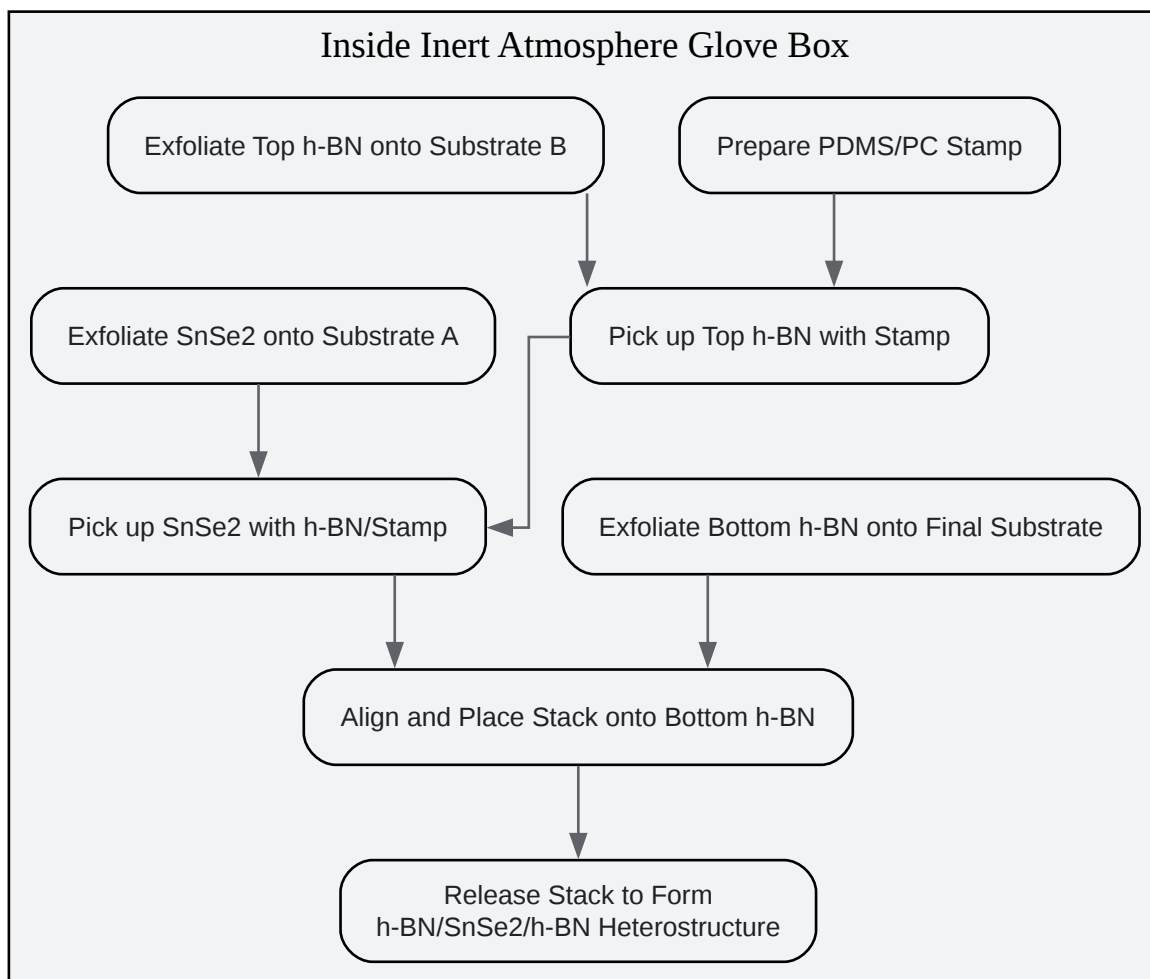 Inside Inert Atmosphere Glove Box
Exfoliate Top h-BN onto Substrate B
Prepare PDMS/PC Stamp
Exfoliate SnSe2 onto Substrate A
Pick up Top h-BN with Stamp
Pick up SnSe2 with h-BN/Stamp
Exfoliate Bottom h-BN onto Final Substrate
Align and Place Stack onto Bottom h-BN
Release Stack to Form
h-BN/SnSe2/h-BN Heterostructure